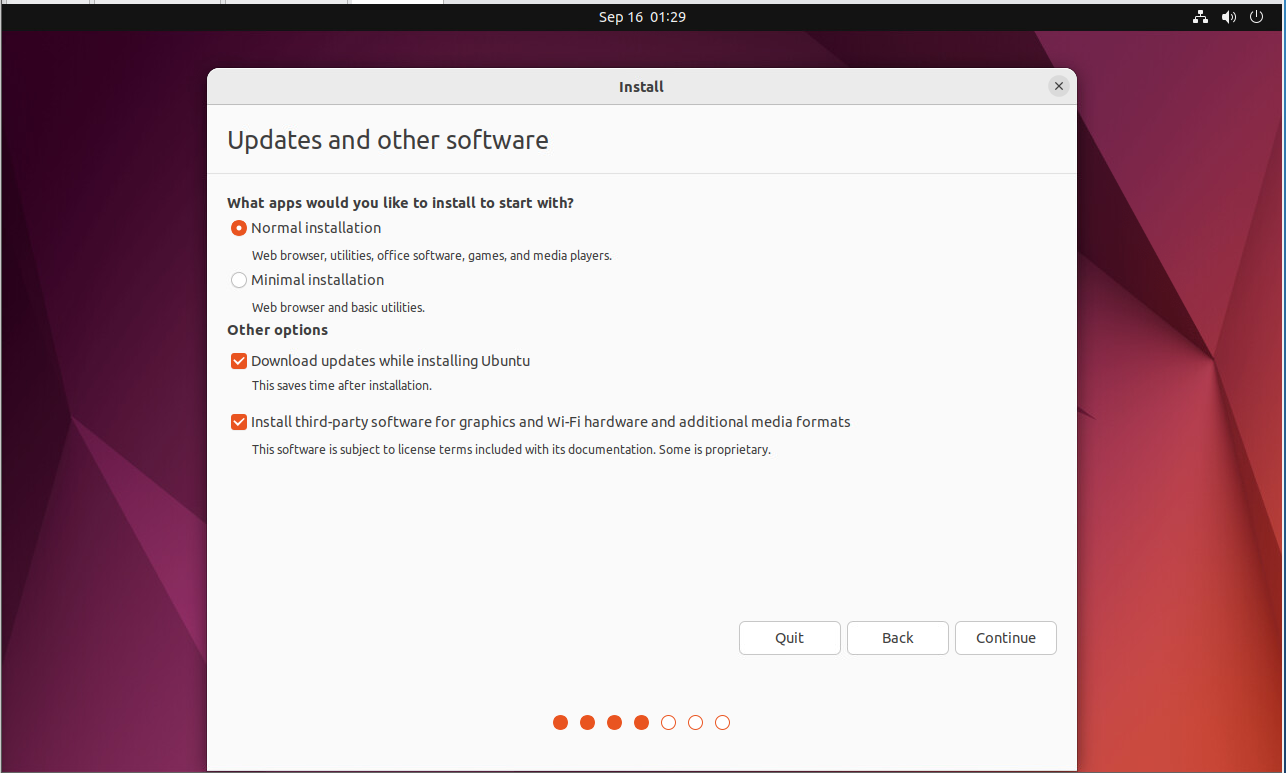 Sep 16 01:29
Install
Updates and other software
What apps would you like to install to start with?
Normal installation
Web browser, utilities, office software, games, and media players.
Minimal installation
Web browser and basic utilities.
Other options
Download updates while installing Ubuntu
This saves time after installation.
Install third-party software for graphics and Wi-Fi hardware and additional media formats
This software is subject to license terms included with its documentation. Some is proprietary.
Quit Back Continue